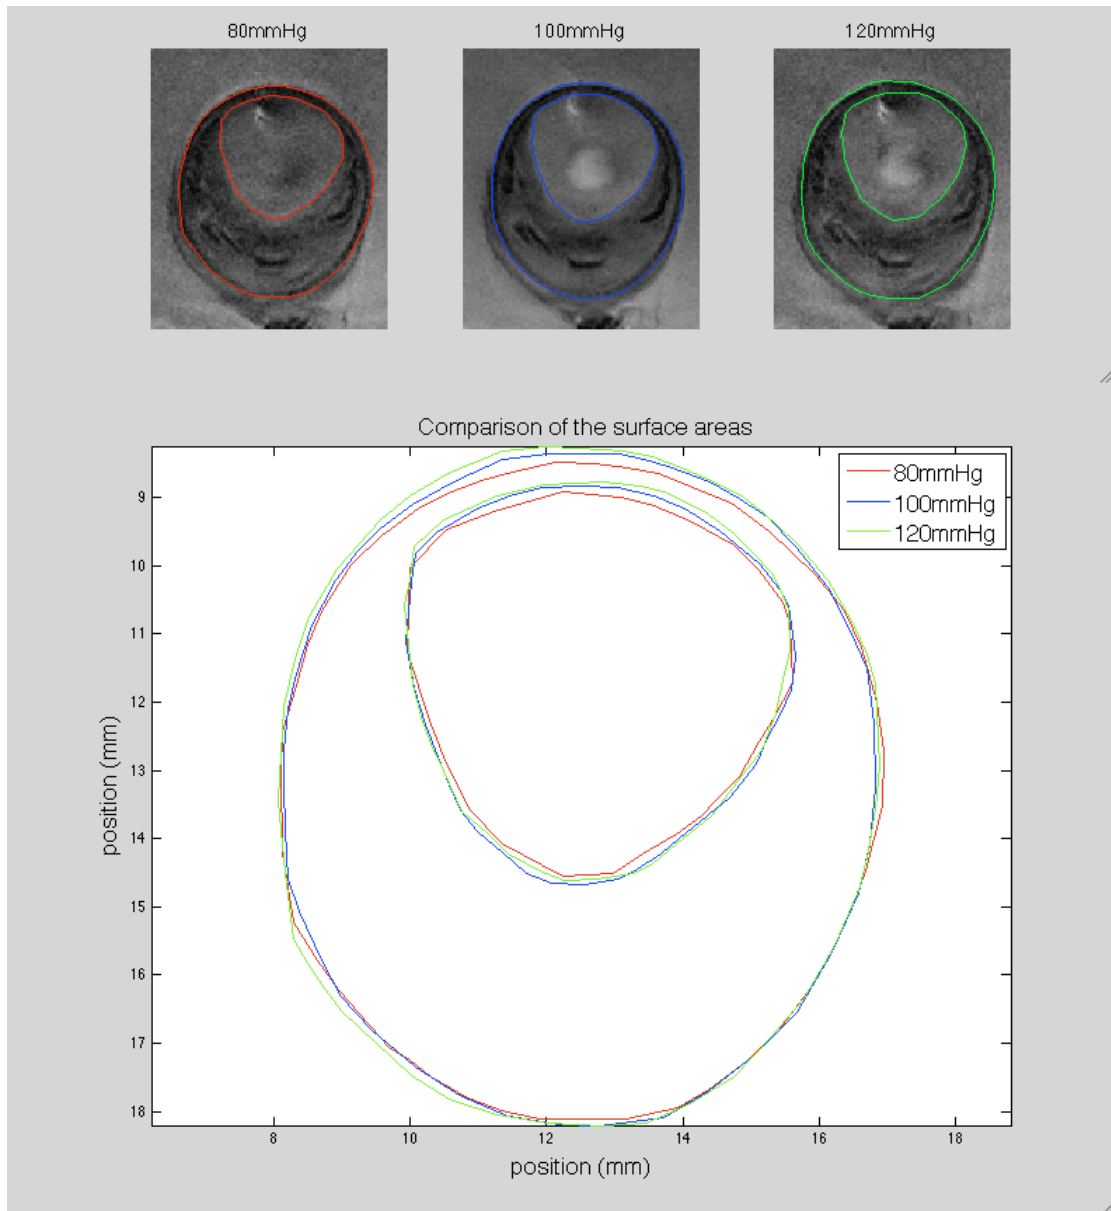 80mmHg 100mmHg 120mmHg
Comparison of the surface areas
80mmHg
100mmHg
120mmHg
9
10
11
12
13
14
15
16
17
18
position (mm)
8 10 12 14 16 18
position (mm)